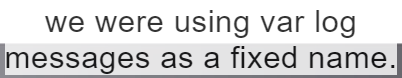 we were using var log
messages as a fixed name.